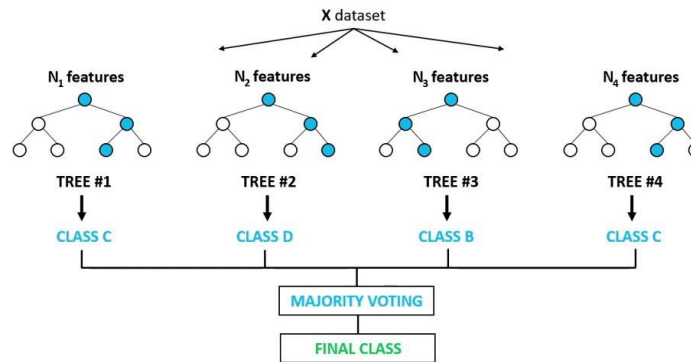 X dataset
N₁ features
N₂ features
N₃ features
N₄ features
TREE #1
TREE #2
TREE #3
TREE #4
CLASS C
CLASS D
CLASS B
CLASS C
MAJORITY VOTING
FINAL CLASS